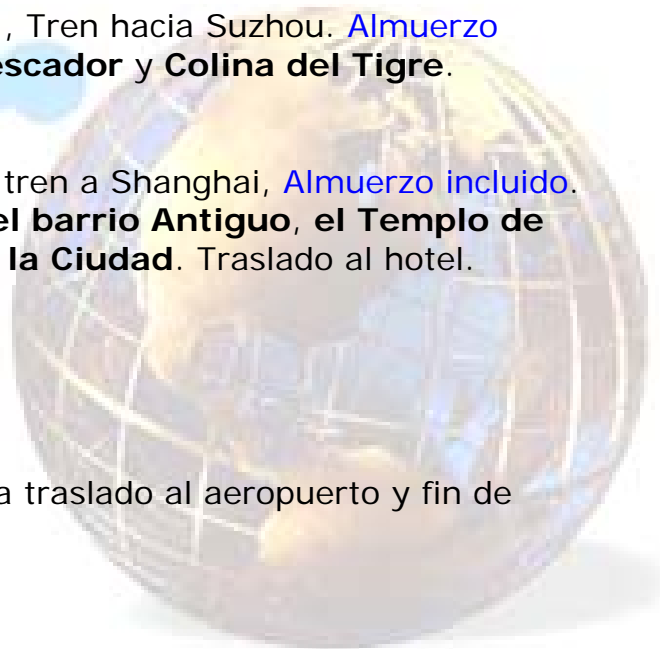 , Tren hacia Suzhou. Almuerzo
escador y Colina del Tigre.
tren a Shanghai, Almuerzo incluido.
el barrio Antiguo, el Templo de
la Ciudad. Traslado al hotel.
a traslado al aeropuerto y fin de